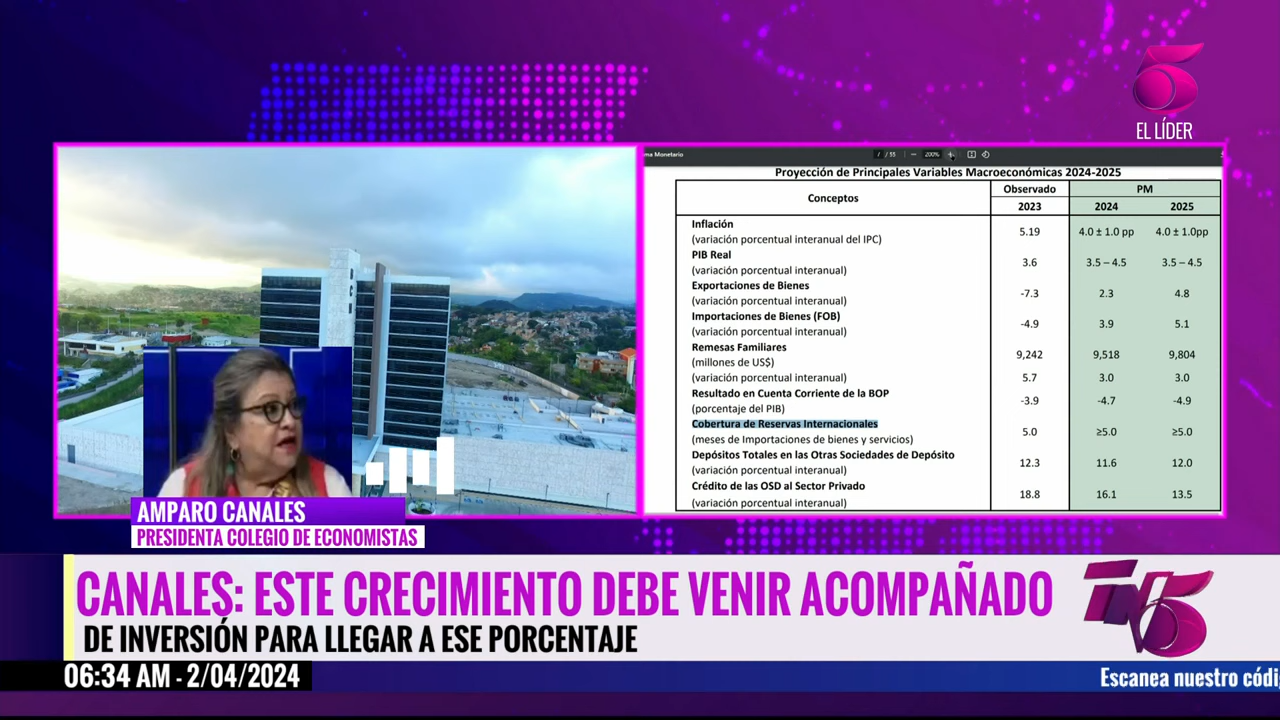 5
EL LÍDER
ma Monetario
7 / 55
200%
Proyección de Principales Variables Macroeconómicas 2024-2025
Conceptos Observado PM
2023 2024 2025
Inflación
(variación porcentual interanual del IPC) 5.19 4.0 ± 1.0 pp 4.0 ± 1.0pp
PIB Real
(variación porcentual interanual) 3.6 3.5 – 4.5 3.5 – 4.5
Exportaciones de Bienes
(variación porcentual interanual) -7.3 2.3 4.8
Importaciones de Bienes (FOB)
(variación porcentual interanual) -4.9 3.9 5.1
Remesas Familiares
(millones de US$) 9,242 9,518 9,804
(variación porcentual interanual) 5.7 3.0 3.0
Resultado en Cuenta Corriente de la BOP
(porcentaje del PIB) -3.9 -4.7 -4.9
Cobertura de Reservas Internacionales
(meses de Importaciones de bienes y servicios) 5.0 ≥5.0 ≥5.0
Depósitos Totales en las Otras Sociedades de Depósito
(variación porcentual interanual) 12.3 11.6 12.0
Crédito de las OSD al Sector Privado
(variación porcentual interanual) 18.8 16.1 13.5
BCH
AMPARO CANALES
PRESIDENTA COLEGIO DE ECONOMISTAS
CANALES: ESTE CRECIMIENTO DEBE VENIR ACOMPAÑADO
DE INVERSIÓN PARA LLEGAR A ESE PORCENTAJE
TN5
06:34 AM - 2/04/2024
Escanea nuestro códi